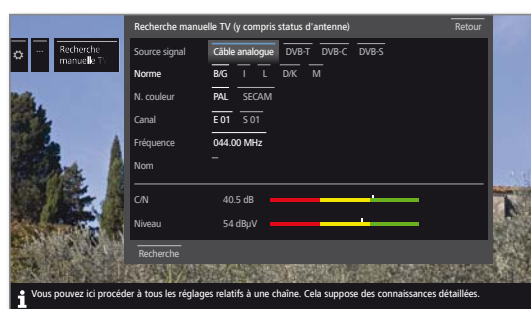 Recherche manuelle TV (y compris status d'antenne) Retour
... Recherche
manuelle T
Source signal Câble analogue DVB-T DVB-C DVB-S
Norme B/G I L D/K M
N. couleur PAL SECAM
Canal E 01 S 01
Fréquence 044.00 MHz
Nom –
C/N 40.5 dB
Niveau 54 dBµV
Recherche
i Vous pouvez ici procéder à tous les réglages relatifs à une chaîne. Cela suppose des connaissances détaillées.